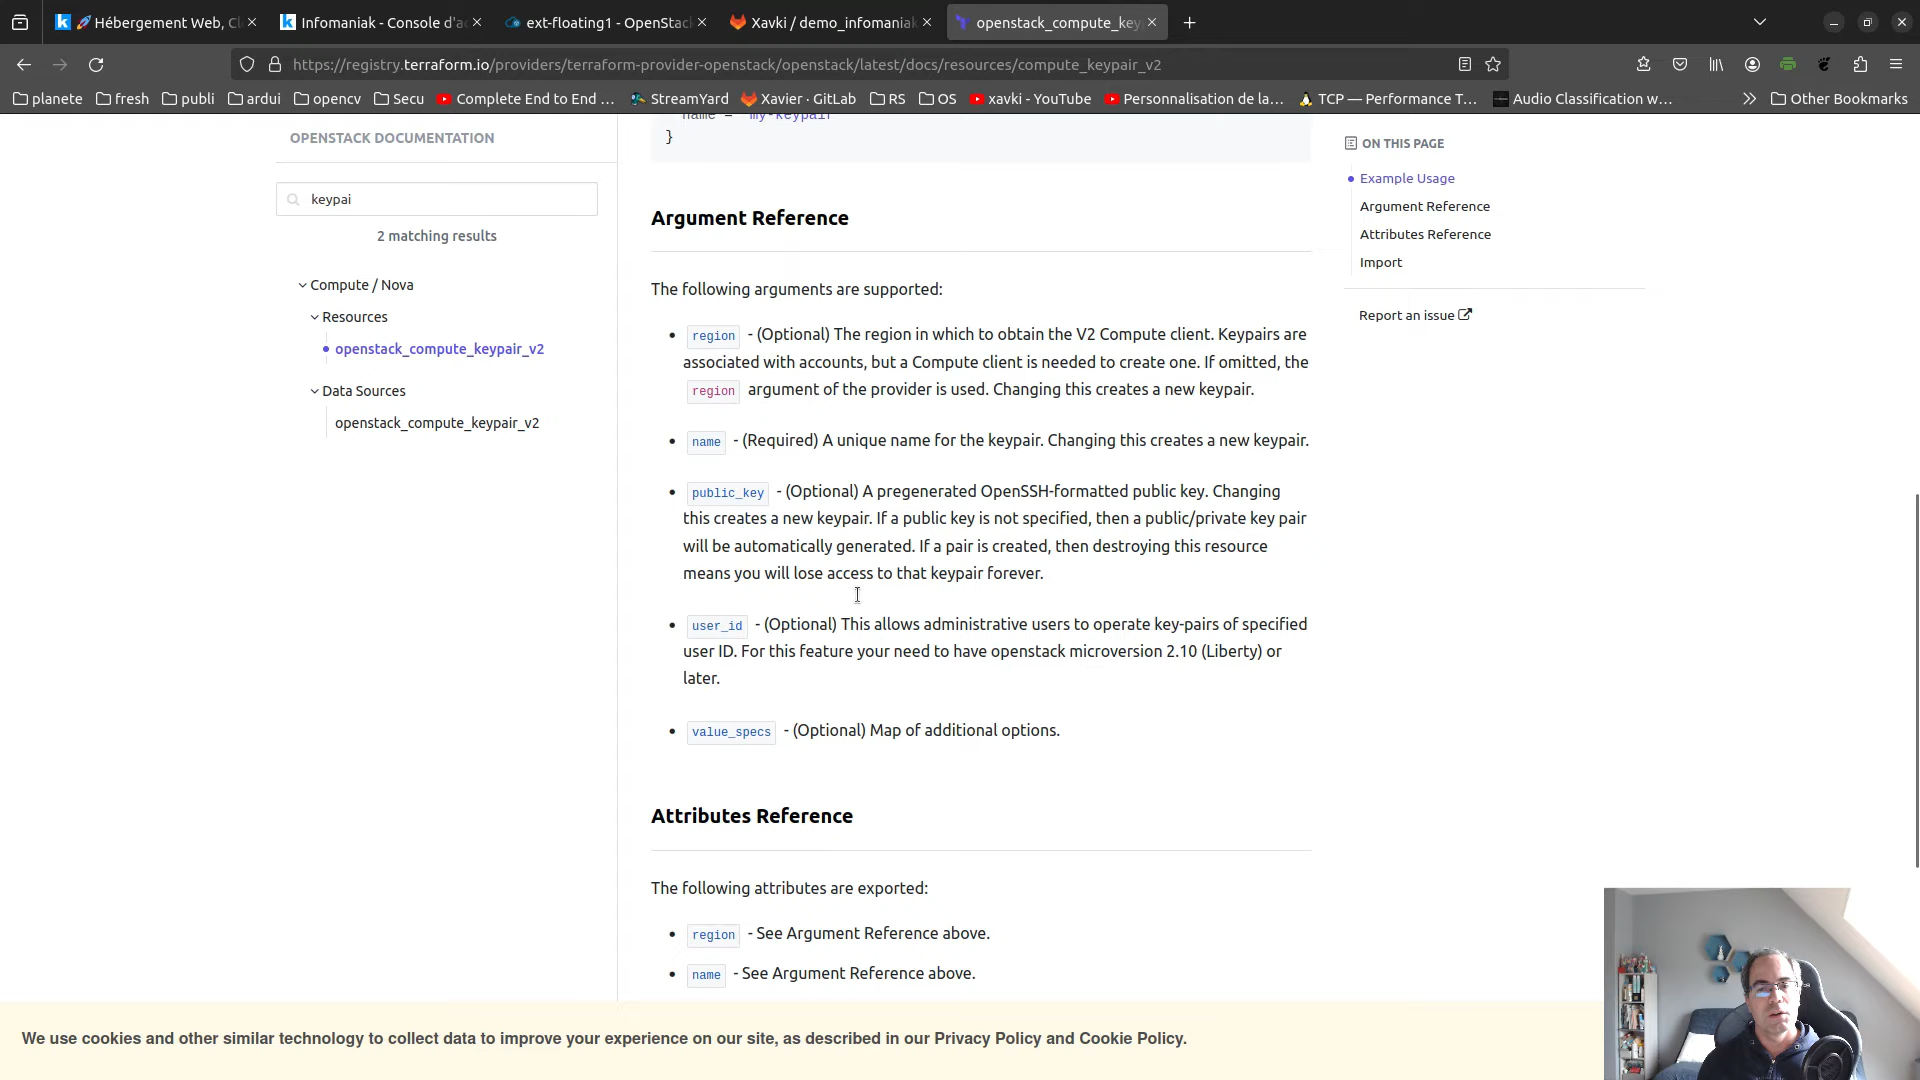 🚀 Hébergement Web, Cl
Infomaniak - Console d'ac
ext-floating1 - OpenStac
Xavki / demo_infomaniak
openstack_compute_key
https://registry.terraform.io/providers/terraform-provider-openstack/openstack/latest/docs/resources/compute_keypair_v2
planete
fresh
publi
ardui
opencv
Secu
Complete End to End ...
StreamYard
Xavier · GitLab
RS
OS
xavki - YouTube
Personnalisation de la...
TCP — Performance T...
Audio Classification w...
Other Bookmarks
OPENSTACK DOCUMENTATION
keypai
2 matching results
Compute / Nova
Resources
openstack_compute_keypair_v2
Data Sources
openstack_compute_keypair_v2
name = "my-keypair"
}
Argument Reference
The following arguments are supported:
region - (Optional) The region in which to obtain the V2 Compute client. Keypairs are
associated with accounts, but a Compute client is needed to create one. If omitted, the
region argument of the provider is used. Changing this creates a new keypair.
name - (Required) A unique name for the keypair. Changing this creates a new keypair.
public_key - (Optional) A pregenerated OpenSSH-formatted public key. Changing
this creates a new keypair. If a public key is not specified, then a public/private key pair
will be automatically generated. If a pair is created, then destroying this resource
means you will lose access to that keypair forever.
user_id - (Optional) This allows administrative users to operate key-pairs of specified
user ID. For this feature your need to have openstack microversion 2.10 (Liberty) or
later.
value_specs - (Optional) Map of additional options.
Attributes Reference
The following attributes are exported:
region - See Argument Reference above.
name - See Argument Reference above.
ON THIS PAGE
Example Usage
Argument Reference
Attributes Reference
Import
Report an issue
We use cookies and other similar technology to collect data to improve your experience on our site, as described in our Privacy Policy and Cookie Policy.